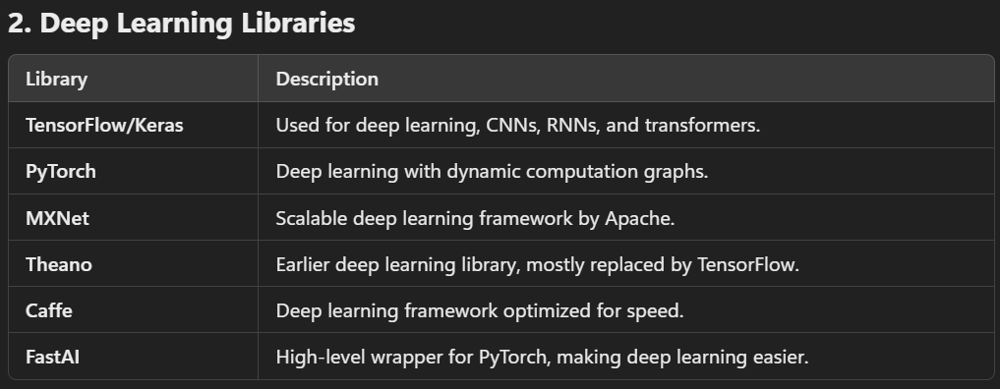 2. Deep Learning Libraries
Library Description
TensorFlow/Keras Used for deep learning, CNNs, RNNs, and transformers.
PyTorch Deep learning with dynamic computation graphs.
MXNet Scalable deep learning framework by Apache.
Theano Earlier deep learning library, mostly replaced by TensorFlow.
Caffe Deep learning framework optimized for speed.
FastAI High-level wrapper for PyTorch, making deep learning easier.